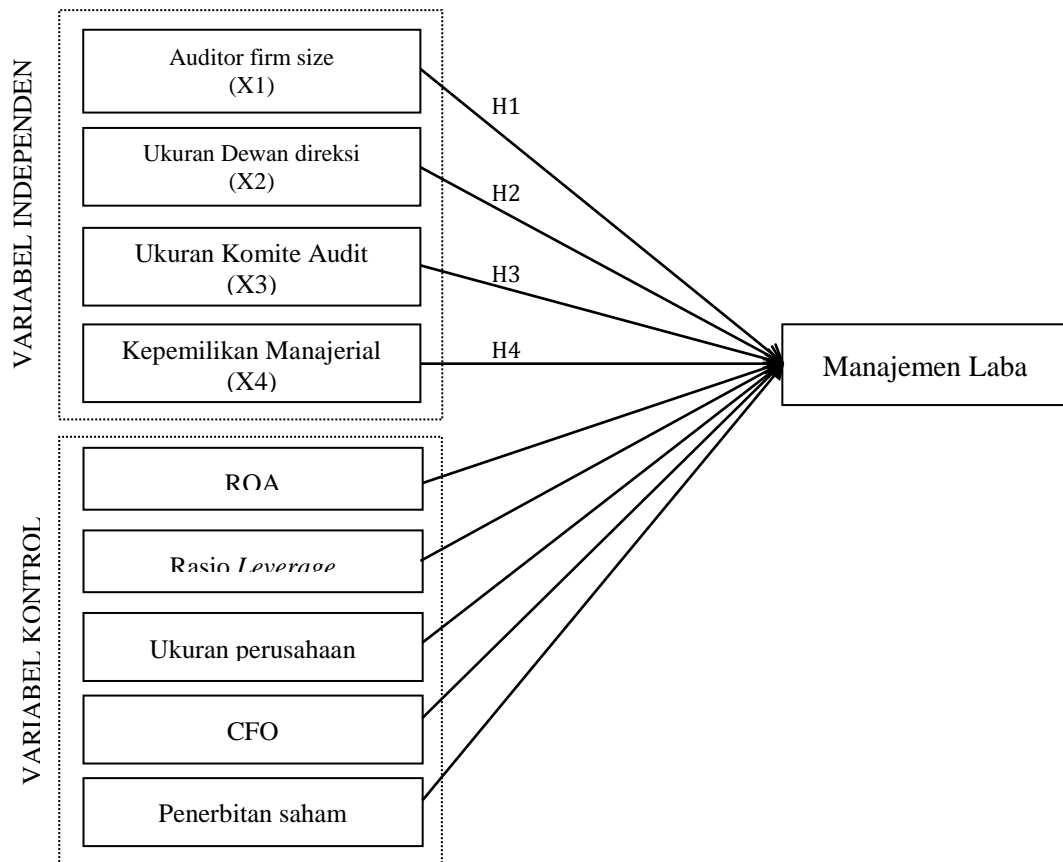 VARIABEL INDEPENDEN
Auditor firm size
(X1)
Ukuran Dewan direksi
(X2)
Ukuran Komite Audit
(X3)
Kepemilikan Manajerial
(X4)
H1
H2
H3
H4
Manajemen Laba
VARIABEL KONTROL
ROA
Rasio Leverage
Ukuran perusahaan
CFO
Penerbitan saham